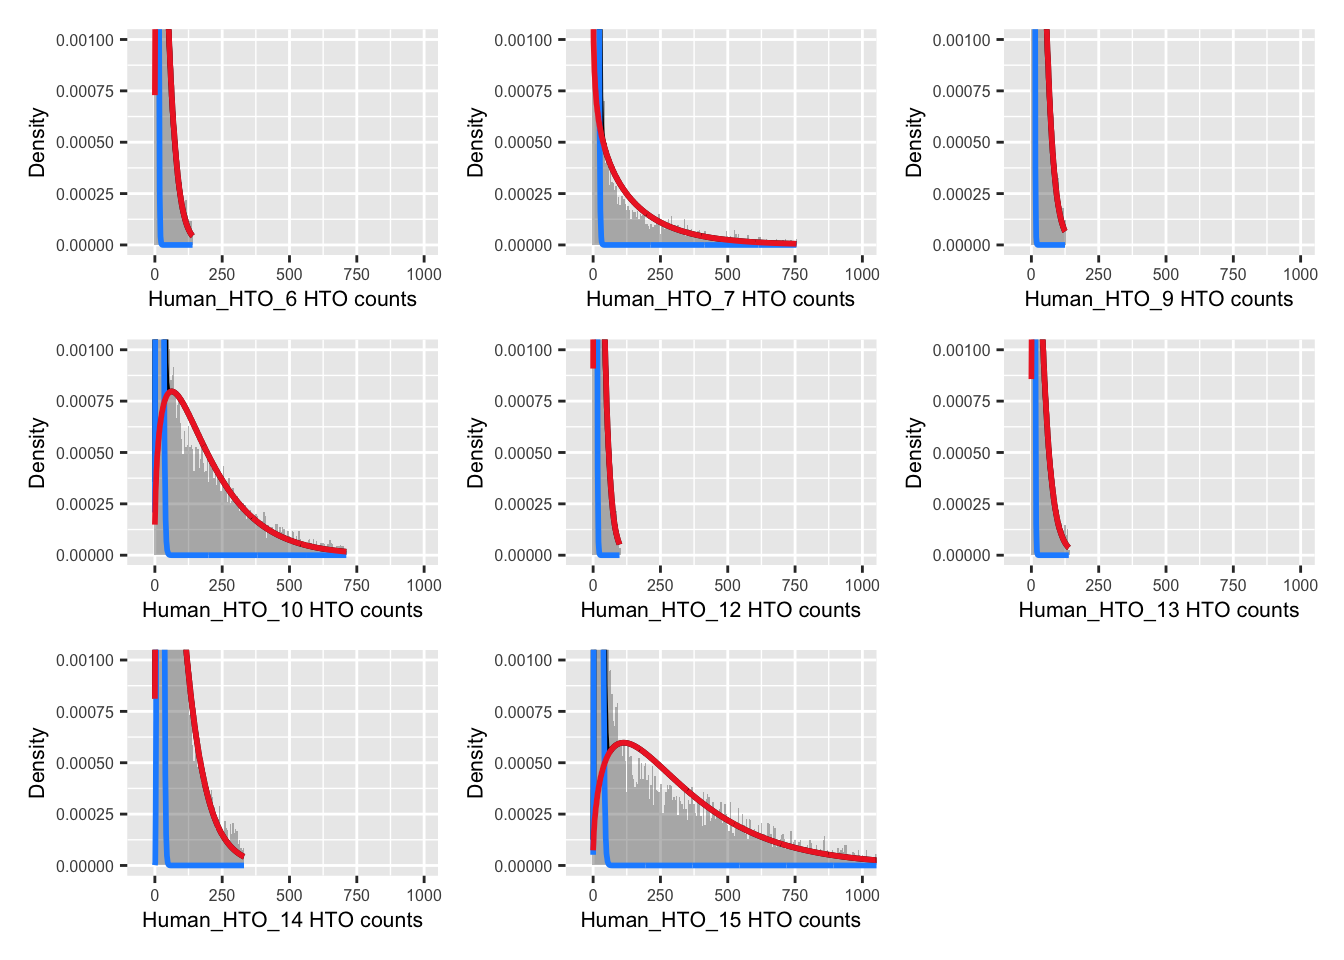 0.00100
0.00075
0.00050
0.00025
0.00000
Density
0 250 500 750 1000
Human_HTO_6 HTO counts
0.00100
0.00075
0.00050
0.00025
0.00000
Density
0 250 500 750 1000
Human_HTO_7 HTO counts
0.00100
0.00075
0.00050
0.00025
0.00000
Density
0 250 500 750 1000
Human_HTO_9 HTO counts
0.00100
0.00075
0.00050
0.00025
0.00000
Density
0 250 500 750 1000
Human_HTO_10 HTO counts
0.00100
0.00075
0.00050
0.00025
0.00000
Density
0 250 500 750 1000
Human_HTO_12 HTO counts
0.00100
0.00075
0.00050
0.00025
0.00000
Density
0 250 500 750 1000
Human_HTO_13 HTO counts
0.00100
0.00075
0.00050
0.00025
0.00000
Density
0 250 500 750 1000
Human_HTO_14 HTO counts
0.00100
0.00075
0.00050
0.00025
0.00000
Density
0 250 500 750 1000
Human_HTO_15 HTO counts